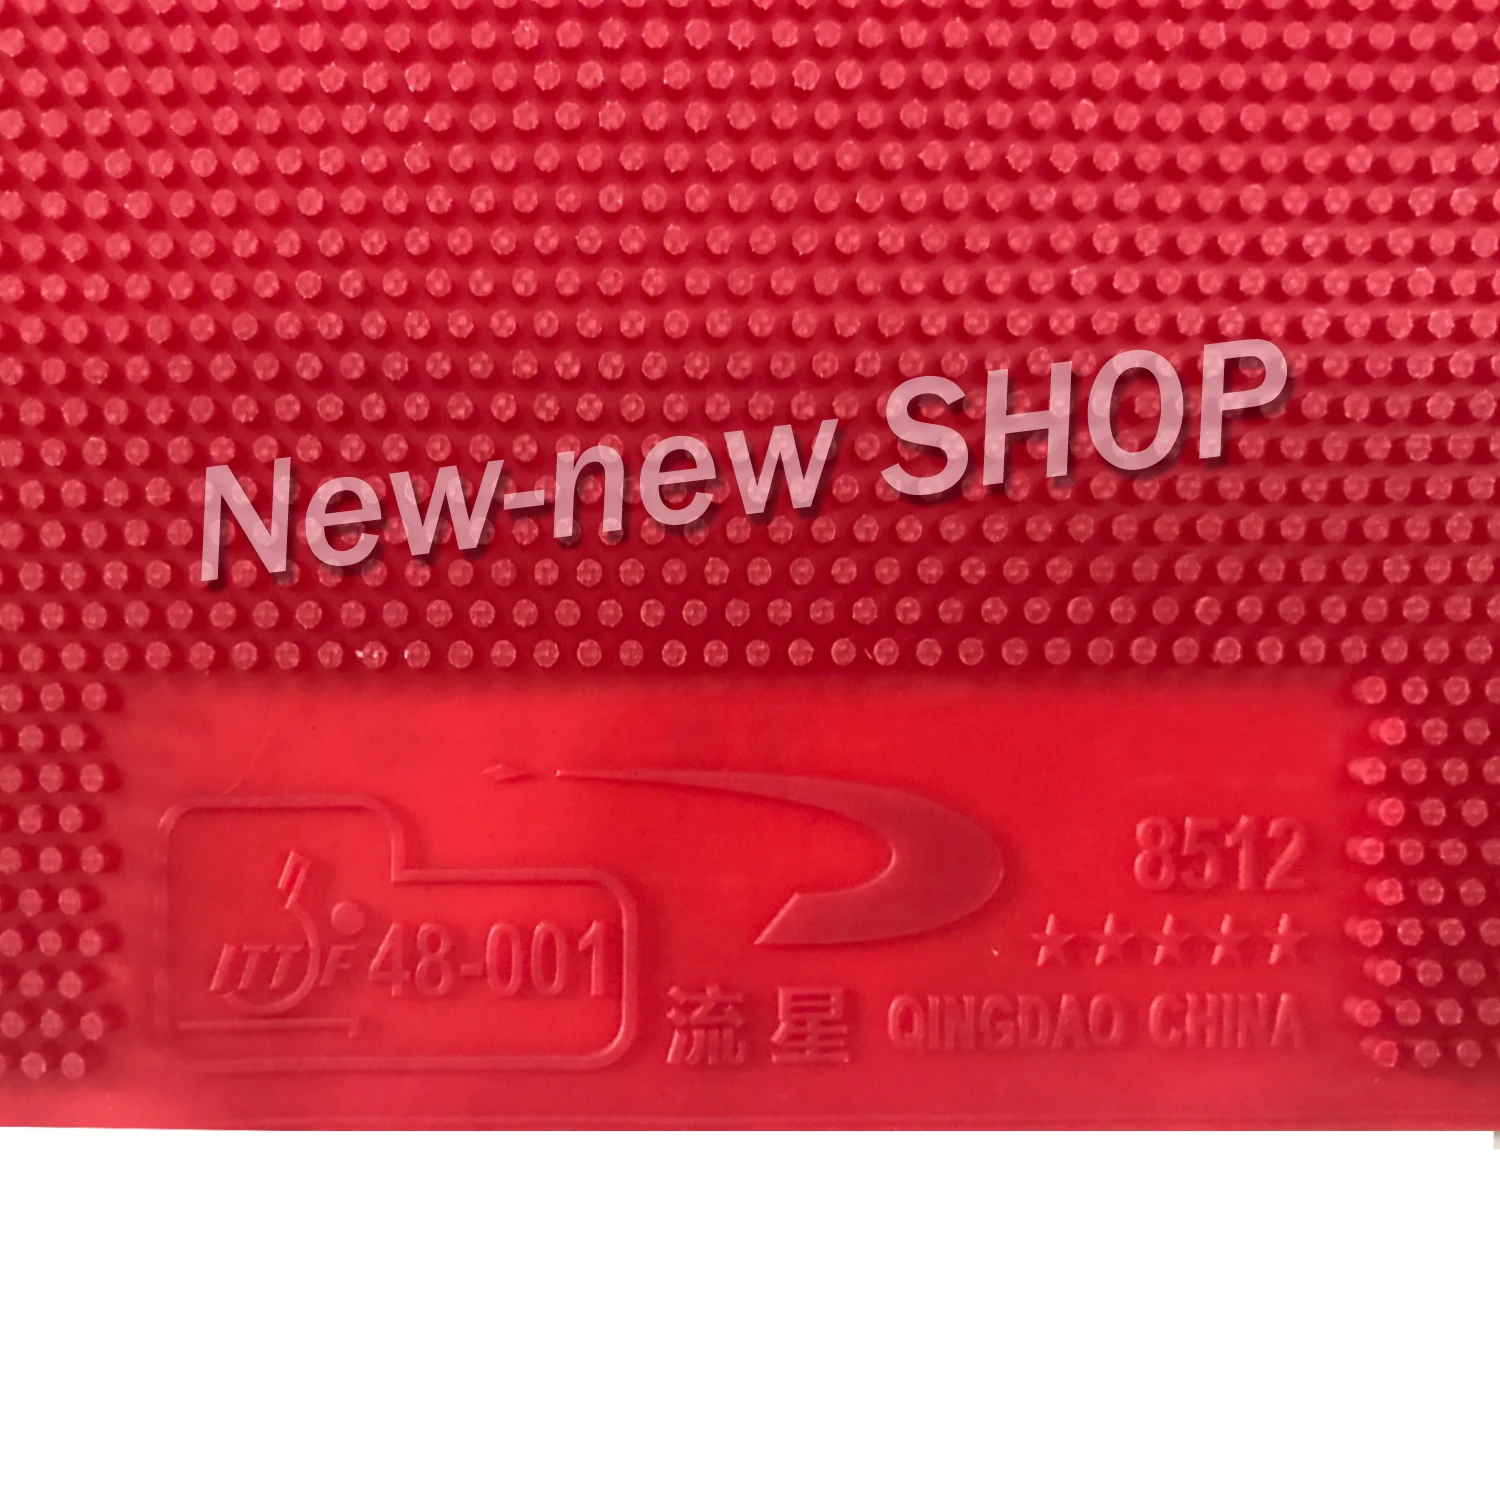 New-new SHOP
8512
★★★★★
ITTF 48-001
流星 QINGDAO CHINA